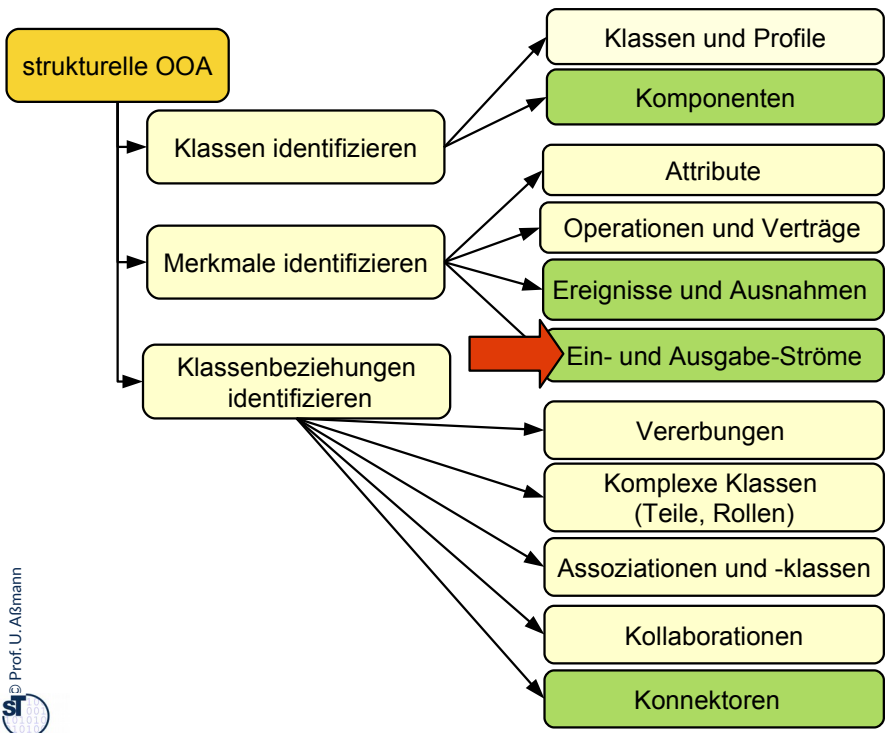 strukturelle OOA
Klassen identifizieren
Merkmale identifizieren
Klassenbeziehungen
identifizieren
Klassen und Profile
Komponenten
Attribute
Operationen und Verträge
Ereignisse und Ausnahmen
Ein- und Ausgabe-Ströme
Vererbungen
Komplexe Klassen
(Teile, Rollen)
Assoziationen und -klassen
Kollaborationen
Konnektoren
© Prof. U. Aßmann
ST